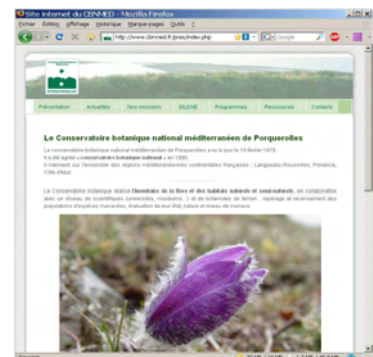 Site internet du CBNMED - Mozilla Firefox
Fichier Edition Affichage Historique Marque-pages Outils ?
http://www.cbnmed.fr/pres/index.php
Google
Présentation Actualités Nos missions SILENE Programmes Ressources Contacts
Le Conservatoire botanique national méditerranéen de Porquerolles
Le conservatoire botanique national méditerranéen de Porquerolles a vu le jour le 15 février 1979.
Il a été agréé « conservatoire botanique national » en 1990.
Il intervient sur l'ensemble des régions méditerranéennes continentales françaises : Languedoc-Roussillon, Provence,
Côte d'Azur.
Le Conservatoire botanique réalise l'inventaire de la flore et des habitats naturels et semi-naturels, en collaboration
avec un réseau de scientifiques (universités, muséums...) et de botanistes de terrain : repérage et recensement des
populations d'espèces menacées, évaluation de leur état, nature et niveau de menace.